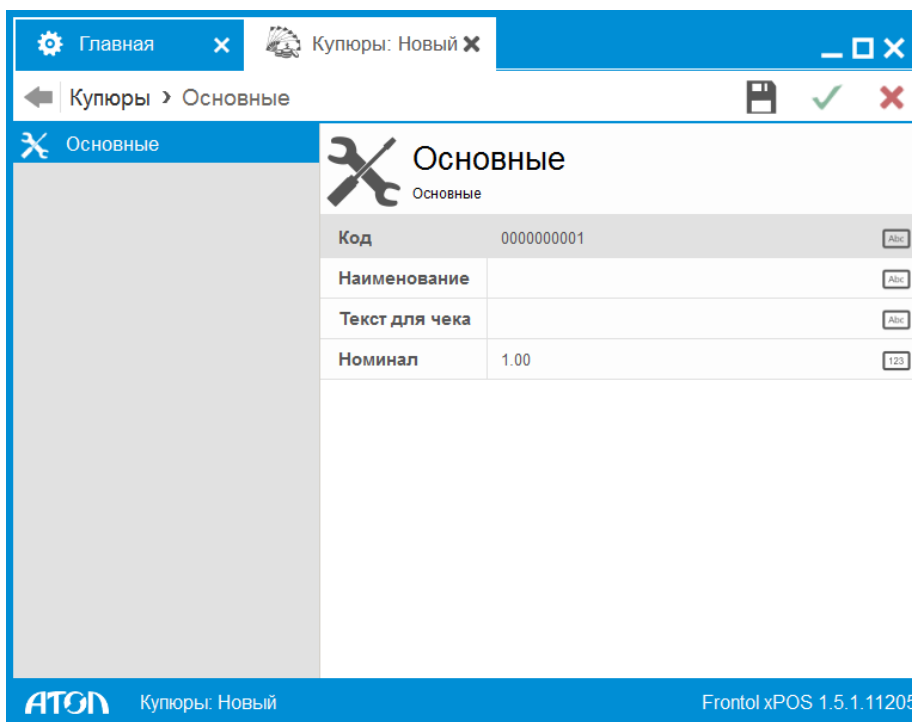 Главная
Купюры: Новый
Купюры › Основные
Основные
Основные
Основные
Код 0000000001 Abc
Наименование Abc
Текст для чека Abc
Номинал 1.00 123
ATOЛ Купюры: Новый Frontol xPOS 1.5.1.11205